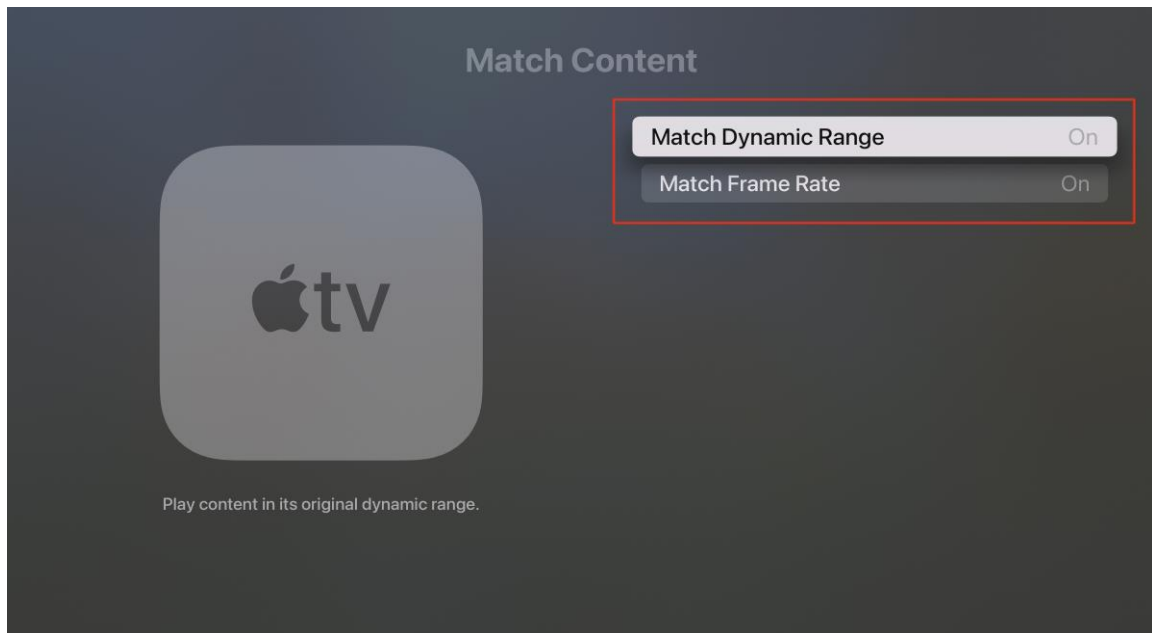 Match Content
Match Dynamic Range On
Match Frame Rate On
tv
Play content in its original dynamic range.